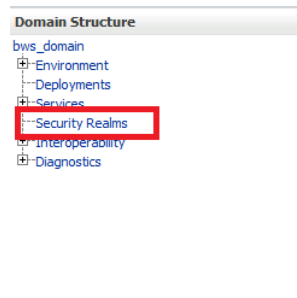 Domain Structure
bws_domain
Environment
Deployments
Services
Security Realms
Interoperability
Diagnostics